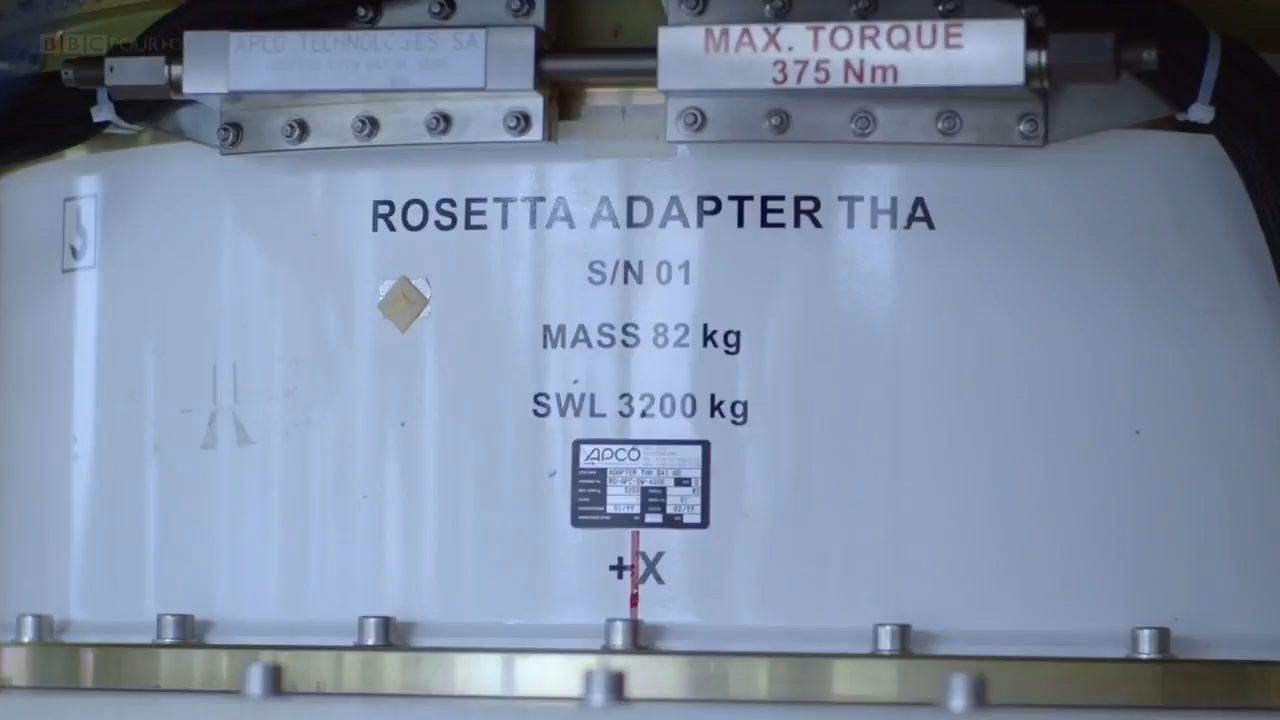 BBC FOUR HD
APCO TECHNOLOGIES SA
MAX. TORQUE
375 Nm
ROSETTA ADAPTER THA
S/N 01
MASS 82 kg
SWL 3200 kg
APCO
+X